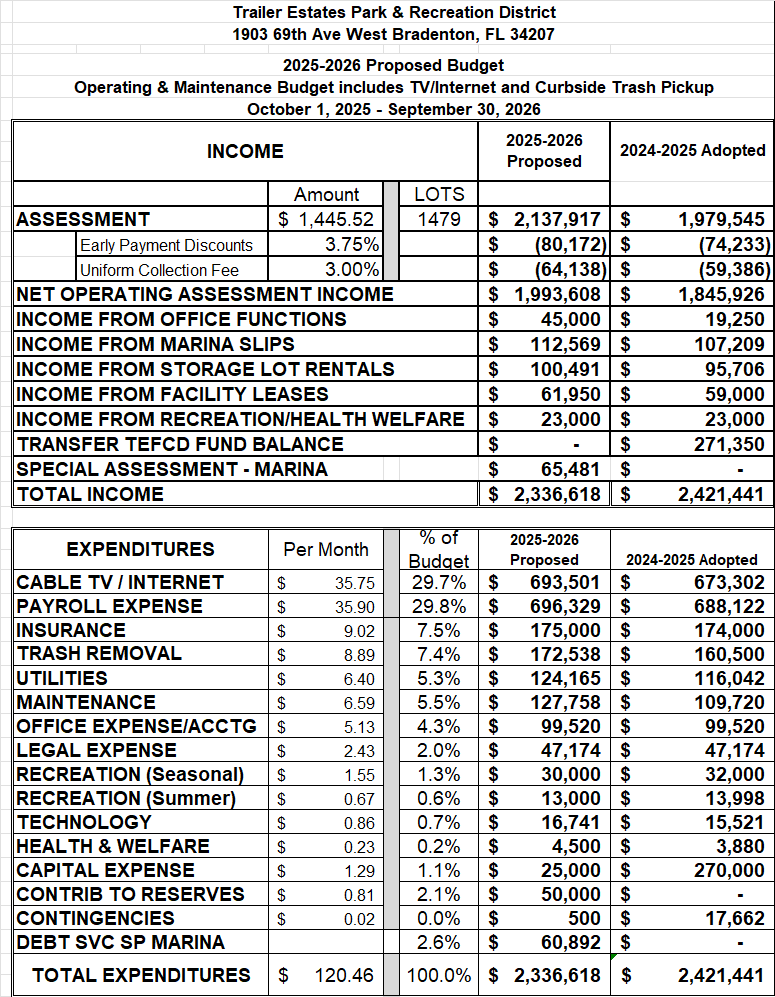 Trailer Estates Park & Recreation District
1903 69th Ave West Bradenton, FL 34207
2025-2026 Proposed Budget
Operating & Maintenance Budget includes TV/Internet and Curbside Trash Pickup
October 1, 2025 - September 30, 2026
INCOME 2025-2026 Proposed 2024-2025 Adopted
Amount LOTS
ASSESSMENT $ 1,445.52 1479 $ 2,137,917 $ 1,979,545
Early Payment Discounts 3.75% $ (80,172) $ (74,233)
Uniform Collection Fee 3.00% $ (64,138) $ (59,386)
NET OPERATING ASSESSMENT INCOME $ 1,993,608 $ 1,845,926
INCOME FROM OFFICE FUNCTIONS $ 45,000 $ 19,250
INCOME FROM MARINA SLIPS $ 112,569 $ 107,209
INCOME FROM STORAGE LOT RENTALS $ 100,491 $ 95,706
INCOME FROM FACILITY LEASES $ 61,950 $ 59,000
INCOME FROM RECREATION/HEALTH WELFARE $ 23,000 $ 23,000
TRANSFER TEFCD FUND BALANCE $ - $ 271,350
SPECIAL ASSESSMENT - MARINA $ 65,481 $ -
TOTAL INCOME $ 2,336,618 $ 2,421,441
EXPENDITURES Per Month % of Budget 2025-2026 Proposed 2024-2025 Adopted
CABLE TV / INTERNET $ 35.75 29.7% $ 693,501 $ 673,302
PAYROLL EXPENSE $ 35.90 29.8% $ 696,329 $ 688,122
INSURANCE $ 9.02 7.5% $ 175,000 $ 174,000
TRASH REMOVAL $ 8.89 7.4% $ 172,538 $ 160,500
UTILITIES $ 6.40 5.3% $ 124,165 $ 116,042
MAINTENANCE $ 6.59 5.5% $ 127,758 $ 109,720
OFFICE EXPENSE/ACCTG $ 5.13 4.3% $ 99,520 $ 99,520
LEGAL EXPENSE $ 2.43 2.0% $ 47,174 $ 47,174
RECREATION (Seasonal) $ 1.55 1.3% $ 30,000 $ 32,000
RECREATION (Summer) $ 0.67 0.6% $ 13,000 $ 13,998
TECHNOLOGY $ 0.86 0.7% $ 16,741 $ 15,521
HEALTH & WELFARE $ 0.23 0.2% $ 4,500 $ 3,880
CAPITAL EXPENSE $ 1.29 1.1% $ 25,000 $ 270,000
CONTRIB TO RESERVES $ 0.81 2.1% $ 50,000 $ -
CONTINGENCIES $ 0.02 0.0% $ 500 $ 17,662
DEBT SVC SP MARINA 2.6% $ 60,892 $ -
TOTAL EXPENDITURES $ 120.46 100.0% $ 2,336,618 $ 2,421,441